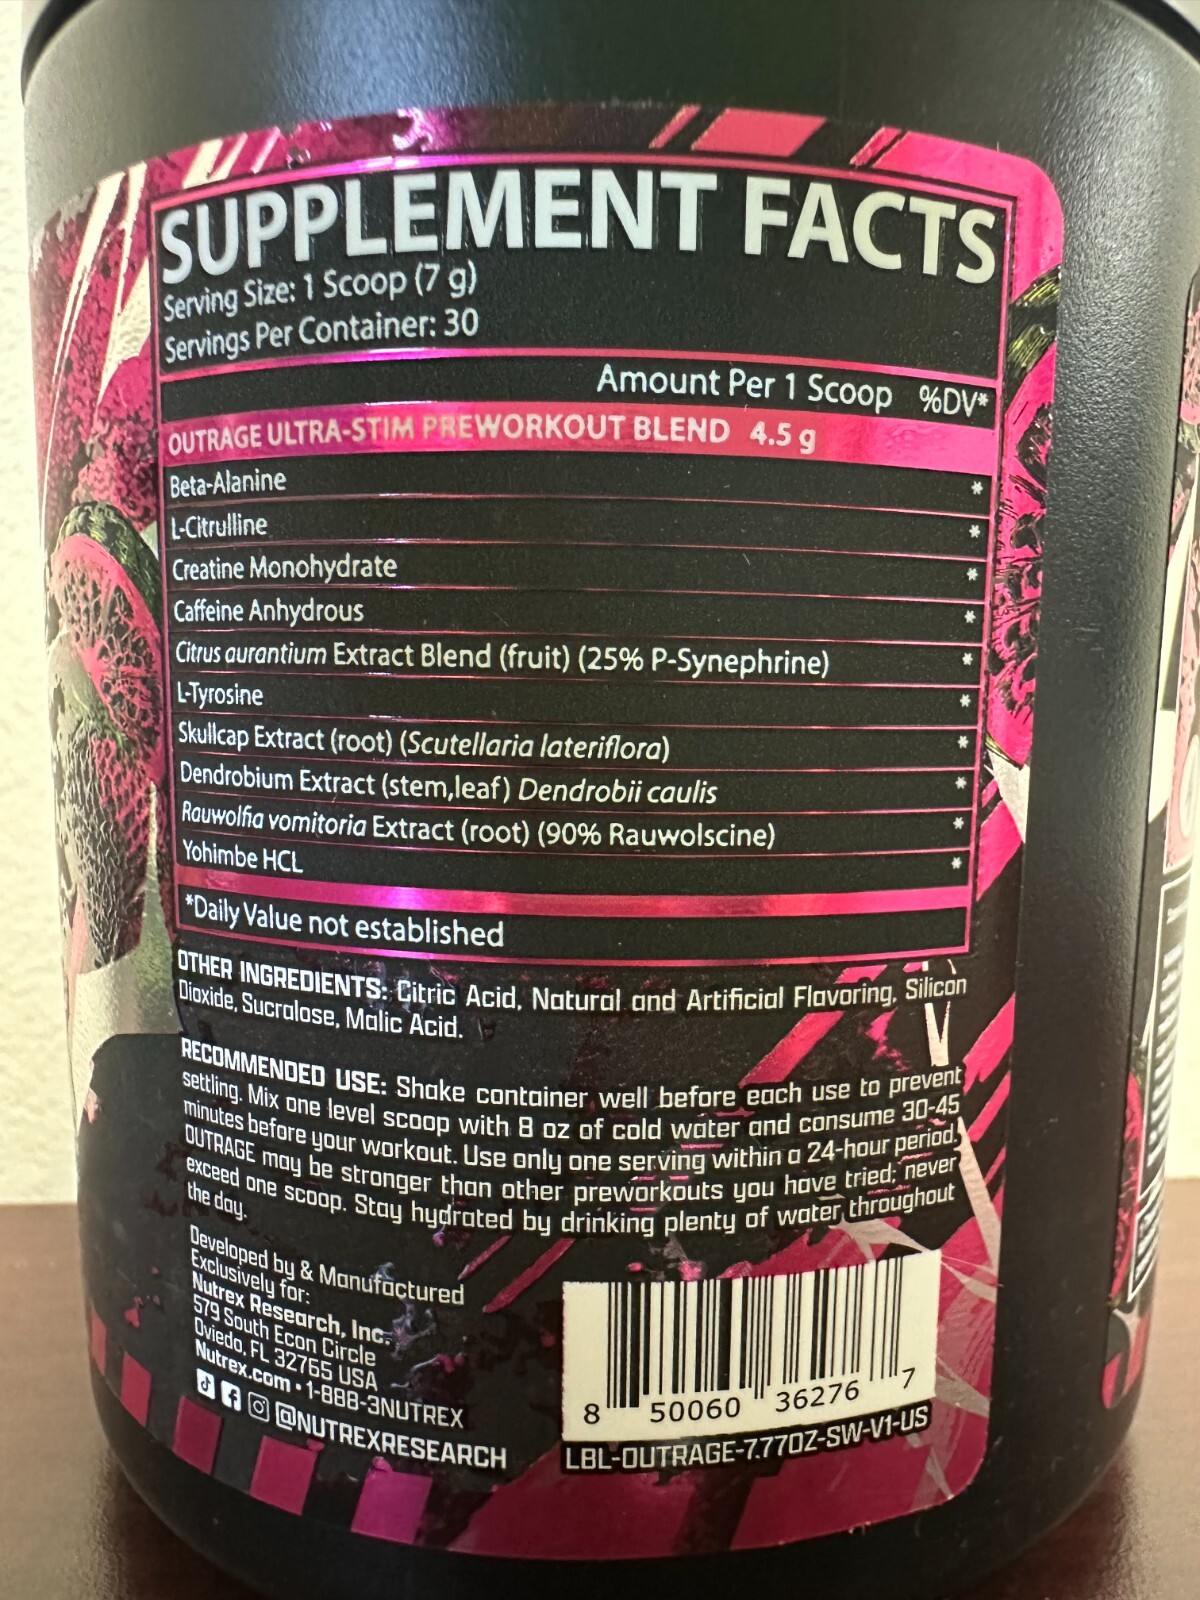 SUPPLEMENT FACTS
Serving Size: 1 Scoop (7 g)
Servings Per Container: 30
Amount Per 1 Scoop %DV*
OUTRAGE ULTRA-STIM PREWORKOUT BLEND 4.5 g
Beta-Alanine *
L-Citrulline *
Creatine Monohydrate *
Caffeine Anhydrous *
Citrus aurantium Extract Blend (fruit) (25% P-Synephrine) *
L-Tyrosine *
Skullcap Extract (root) (Scutellaria lateriflora) *
Dendrobium Extract (stem,leaf) Dendrobii caulis *
Rauwolfia vomitoria Extract (root) (90% Rauwolscine) *
Yohimbe HCL *
*Daily Value not established
OTHER INGREDIENTS: Citric Acid, Natural and Artificial Flavoring, Silicon
Dioxide, Sucralose, Malic Acid.
RECOMMENDED USE: Shake container well before each use to prevent
settling. Mix one level scoop with 8 oz of cold water and consume 30-45
minutes before your workout. Use only one serving within a 24-hour period.
OUTRAGE may be stronger than other preworkouts you have tried; never
exceed one scoop. Stay hydrated by drinking plenty of water throughout
the day.
Developed by & Manufactured
Exclusively for:
Nutrex Research, Inc.
579 South Econ Circle
Oviedo, FL 32765 USA
Nutrex.com • 1-888-3NUTREX
@NUTREXRESEARCH
8 50060 36276 7
LBL-OUTRAGE-7.77OZ-SW-V1-US